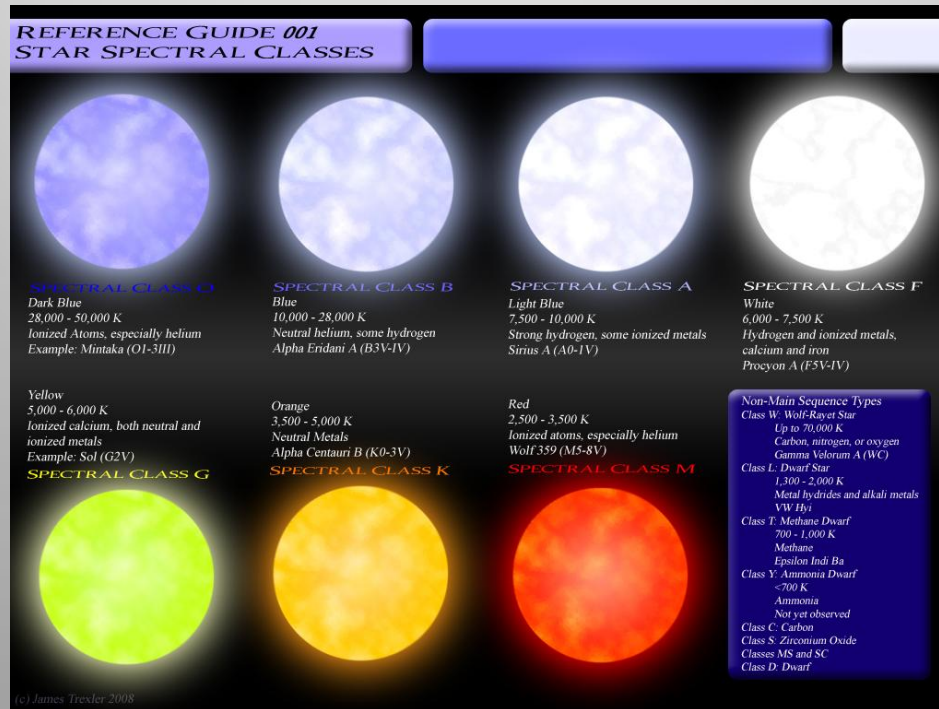 REFERENCE GUIDE 001
STAR SPECTRAL CLASSES
SPECTRAL CLASS O
Dark Blue
28,000 - 50,000 K
Ionized Atoms, especially helium
Example: Mintaka (O1-3III)
SPECTRAL CLASS B
Blue
10,000 - 28,000 K
Neutral helium, some hydrogen
Alpha Eridani A (B3V-IV)
SPECTRAL CLASS A
Light Blue
7,500 - 10,000 K
Strong hydrogen, some ionized metals
Sirius A (A0-1V)
SPECTRAL CLASS F
White
6,000 - 7,500 K
Hydrogen and ionized metals,
calcium and iron
Procyon A (F5V-IV)
Yellow
5,000 - 6,000 K
Ionized calcium, both neutral and
ionized metals
Example: Sol (G2V)
SPECTRAL CLASS G
Orange
3,500 - 5,000 K
Neutral Metals
Alpha Centauri B (K0-3V)
SPECTRAL CLASS K
Red
2,500 - 3,500 K
Ionized atoms, especially helium
Wolf 359 (M5-8V)
SPECTRAL CLASS M
Non-Main Sequence Types
Class W: Wolf-Rayet Star
Up to 70,000 K
Carbon, nitrogen, or oxygen
Gamma Velorum A (WC)
Class L: Dwarf Star
1,300 - 2,000 K
Metal hydrides and alkali metals
VW Hyi
Class T: Methane Dwarf
700 - 1,000 K
Methane
Epsilon Indi Ba
Class Y: Ammonia Dwarf
<700 K
Ammonia
Not yet observed
Class C: Carbon
Class S: Zirconium Oxide
Classes MS and SC
Class D: Dwarf
(c) James Trexler 2008